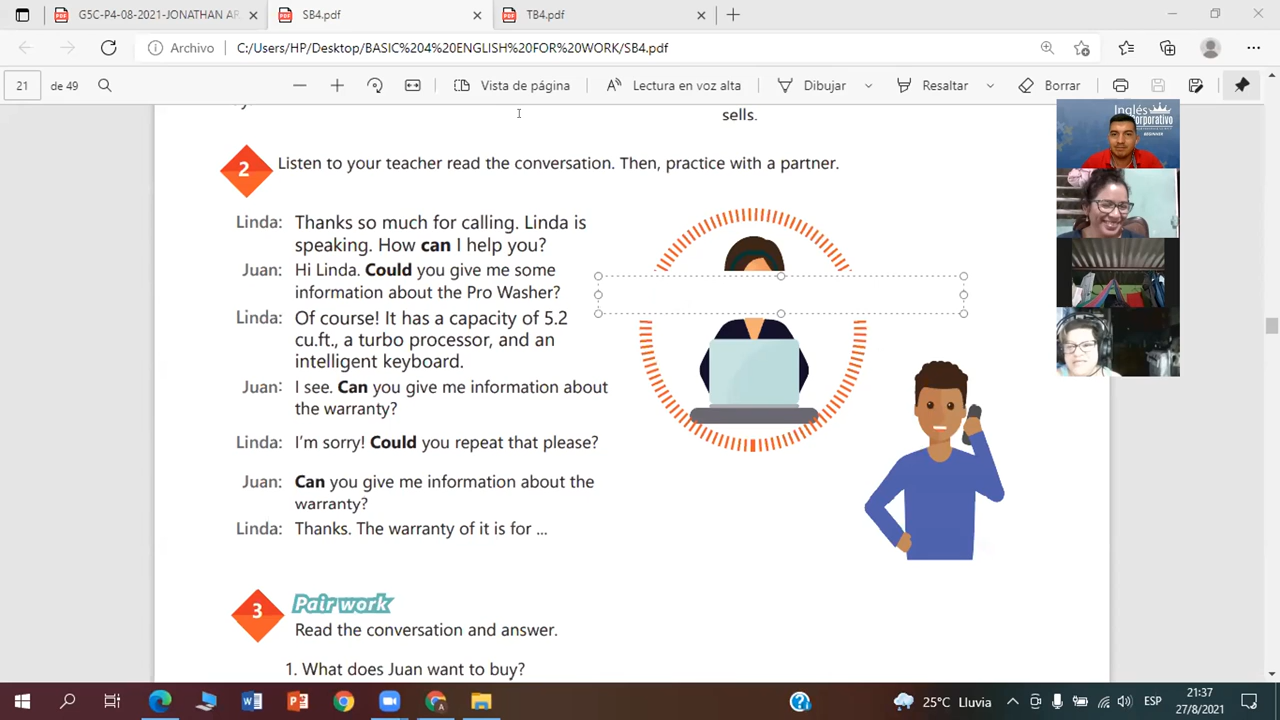 G5C-P4-08-2021-JONATHAN AR
SB4.pdf
TB4.pdf
Archivo
C:/Users/HP/Desktop/BASIC%204%20ENGLISH%20FOR%20WORK/SB4.pdf
21
de 49
Vista de página
Lectura en voz alta
Dibujar
Resaltar
Borrar
sells.
2
Listen to your teacher read the conversation. Then, practice with a partner.
Linda: Thanks so much for calling. Linda is
speaking. How can I help you?
Juan: Hi Linda. Could you give me some
information about the Pro Washer?
Linda: Of course! It has a capacity of 5.2
cu.ft., a turbo processor, and an
intelligent keyboard.
Juan: I see. Can you give me information about
the warranty?
Linda: I'm sorry! Could you repeat that please?
Juan: Can you give me information about the
warranty?
Linda: Thanks. The warranty of it is for ...
3
Pair work
Read the conversation and answer.
1. What does Juan want to buy?
Inglés
orporativo
BEGINNER
25°C Lluvia
ESP
21:37
27/8/2021